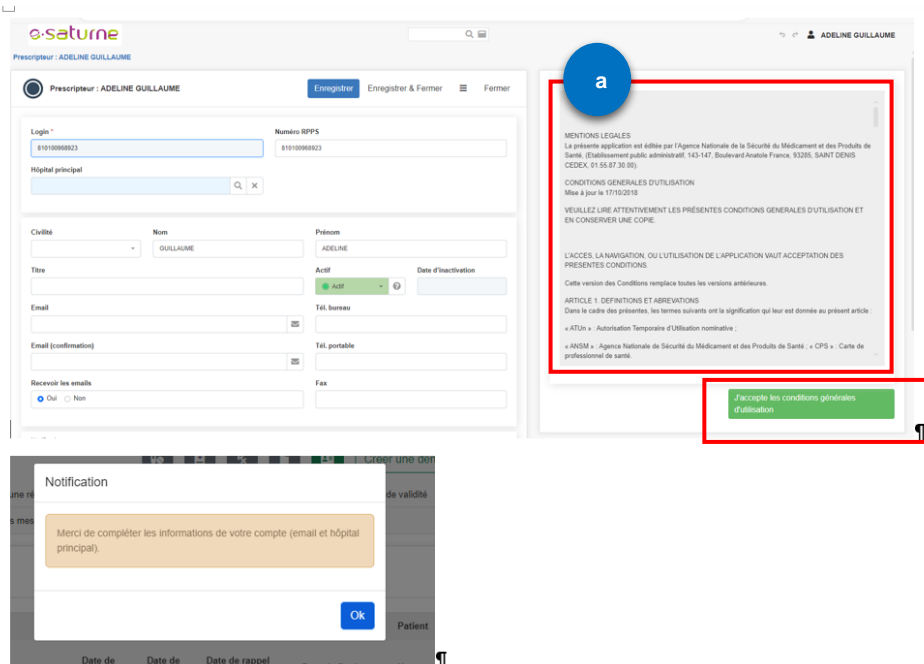 e-saturne
ADELINE GUILLAUME
Prescripteur : ADELINE GUILLAUME
Prescripteur : ADELINE GUILLAUME
Enregistrer
Enregistrer & Fermer
Fermer
Login *
Numéro RPPS
810100968923
810100968923
Hôpital principal
Civilité
Nom
Prénom
GUILLAUME
ADELINE
Titre
Actif
Date d'inactivation
Actif
Email
Tél. bureau
Email (confirmation)
Tél. portable
Recevoir les emails
Fax
Oui
Non
a
MENTIONS LEGALES
La présente application est éditée par l'Agence Nationale de la Sécurité du Médicament et des Produits de
Santé, (Etablissement public administratif, 143-147, Boulevard Anatole France, 93285, SAINT DENIS
CEDEX, 01.55.87.30.00).
CONDITIONS GENERALES D'UTILISATION
Mise à jour le 17/10/2018
VEUILLEZ LIRE ATTENTIVEMENT LES PRÉSENTES CONDITIONS GENERALES D'UTILISATION ET
EN CONSERVER UNE COPIE.
L'ACCES, LA NAVIGATION, OU L'UTILISATION DE L'APPLICATION VAUT ACCEPTATION DES
PRESENTES CONDITIONS.
Cette version des Conditions remplace toutes les versions antérieures.
ARTICLE 1. DEFINITIONS ET ABREVATIONS
Dans le cadre des présentes, les termes suivants ont la signification qui leur est donnée au présent article :
« ATUn » : Autorisation Temporaire d'Utilisation nominative ;
« ANSM » : Agence Nationale de Sécurité du Médicament et des Produits de Santé ; « CPS » : Carte de
professionnel de santé.
J'accepte les conditions générales
d'utilisation
¶
Créer une der
Notification
une ré
de validité
s mes
Merci de compléter les informations de votre compte (email et hôpital
principal).
Ok
Patient
Date de
Date de
Date de rappel
¶